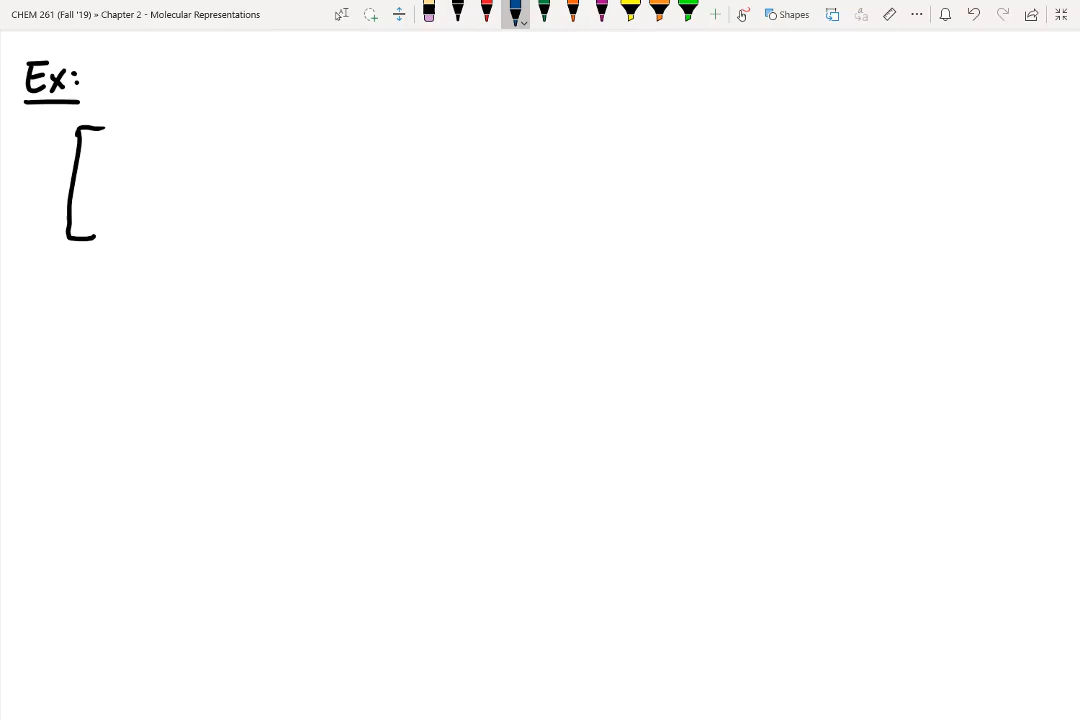 CHEM 261 (Fall '19) » Chapter 2 - Molecular Representations Shapes
Ex:
[